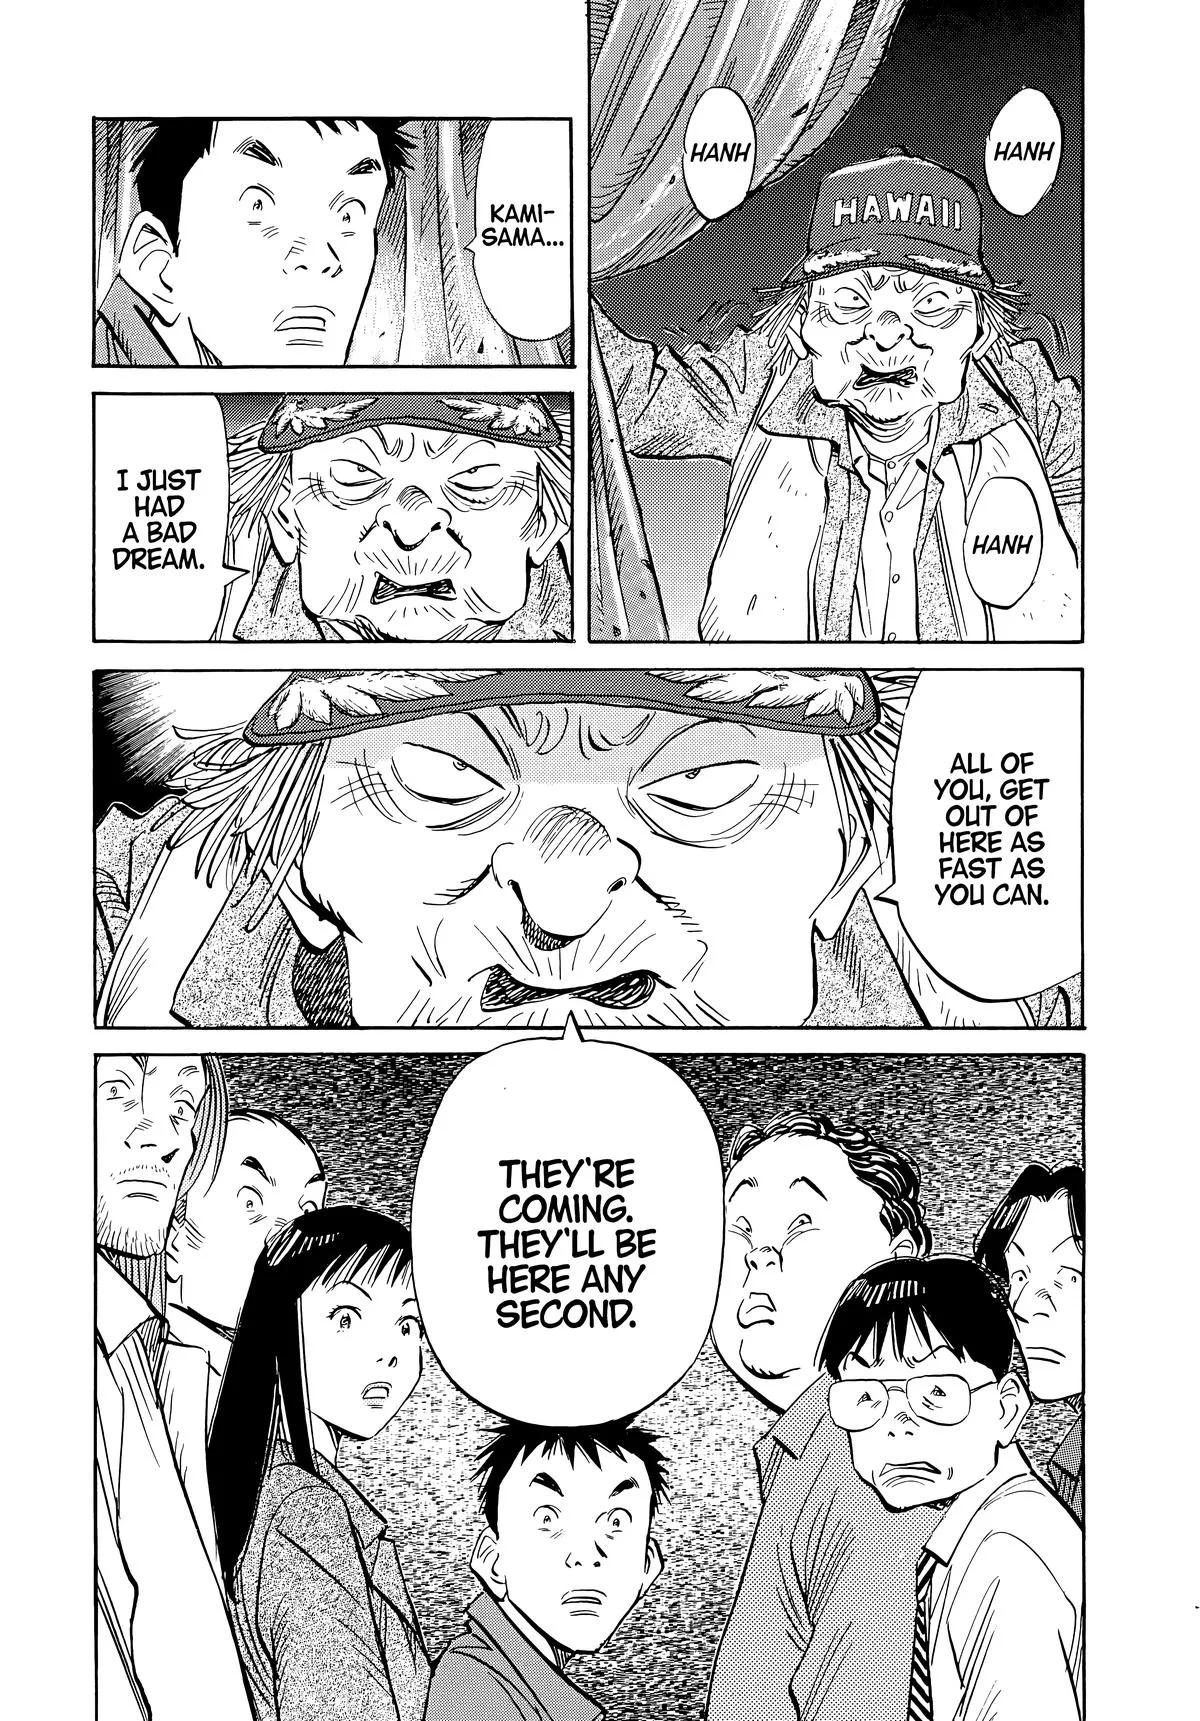 HANH
HAWAII
HANH
HANH
KAMI-
SAMA...
I JUST
HAD
A BAD
DREAM.
ALL OF
YOU, GET
OUT OF
HERE AS
FAST AS
YOU CAN.
THEY'RE
COMING.
THEY'LL BE
HERE ANY
SECOND.